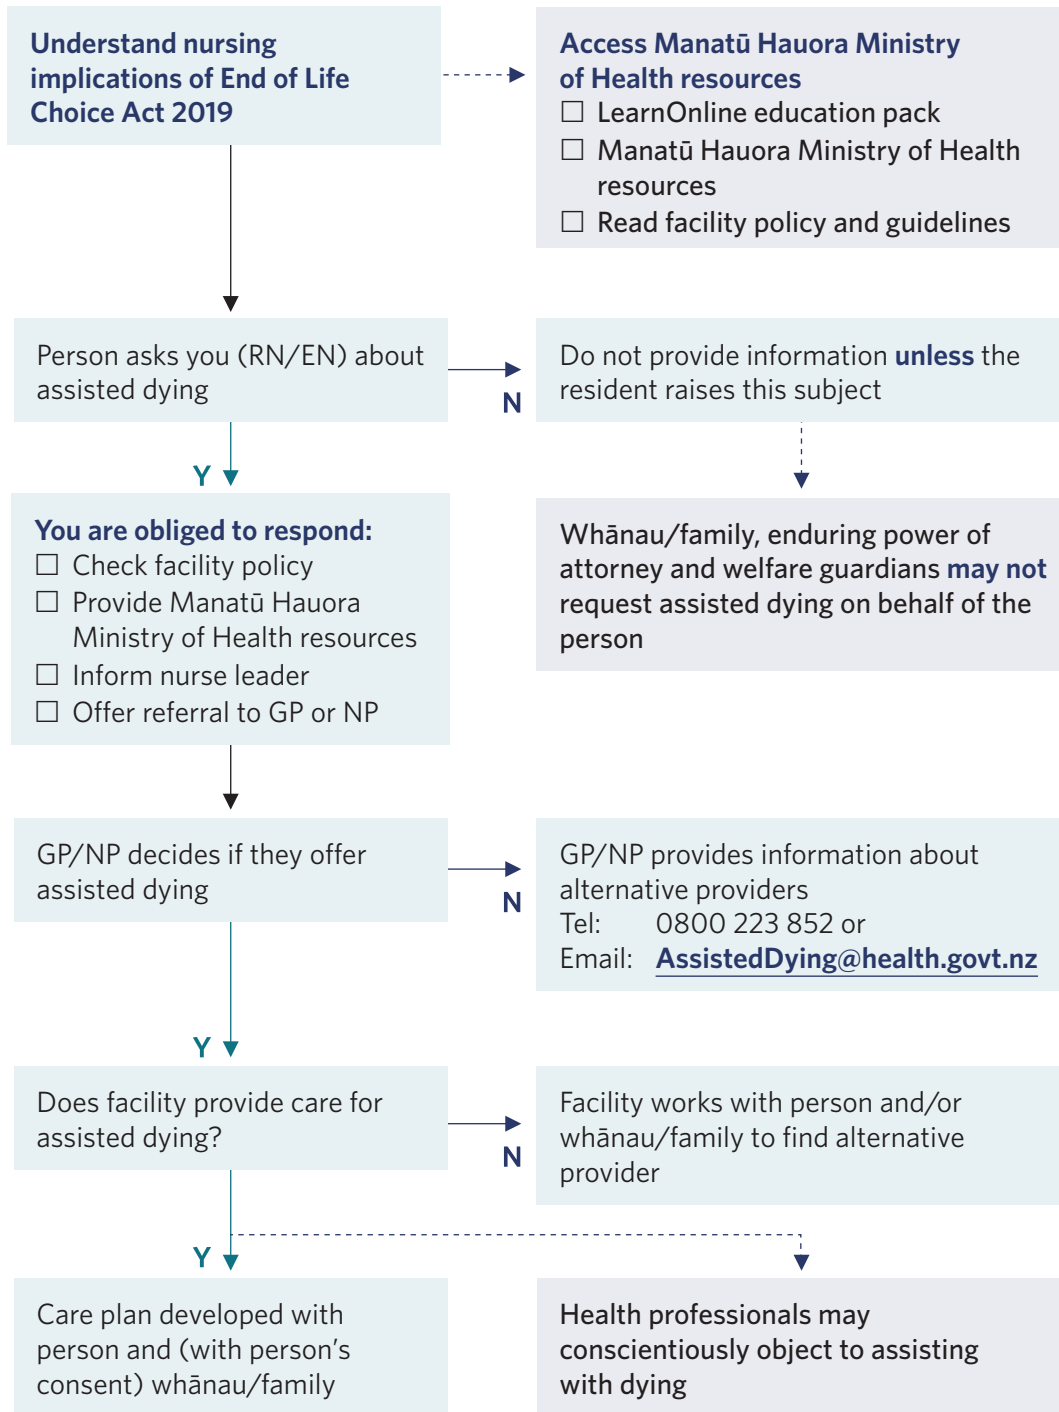 Understand nursing
implications of End of Life
Choice Act 2019
Access Manatū Hauora Ministry
of Health resources
☐ LearnOnline education pack
☐ Manatū Hauora Ministry of Health
resources
☐ Read facility policy and guidelines
Person asks you (RN/EN) about
assisted dying
N
Do not provide information unless the
resident raises this subject
Y
Whānau/family, enduring power of
attorney and welfare guardians may not
request assisted dying on behalf of the
person
You are obliged to respond:
☐ Check facility policy
☐ Provide Manatū Hauora
Ministry of Health resources
☐ Inform nurse leader
☐ Offer referral to GP or NP
GP/NP decides if they offer
assisted dying
N
GP/NP provides information about
alternative providers
Tel: 0800 223 852 or
Email: AssistedDying@health.govt.nz
Y
Does facility provide care for
assisted dying?
N
Facility works with person and/or
whānau/family to find alternative
provider
Y
Care plan developed with
person and (with person's
consent) whānau/family
Health professionals may
conscientiously object to assisting
with dying